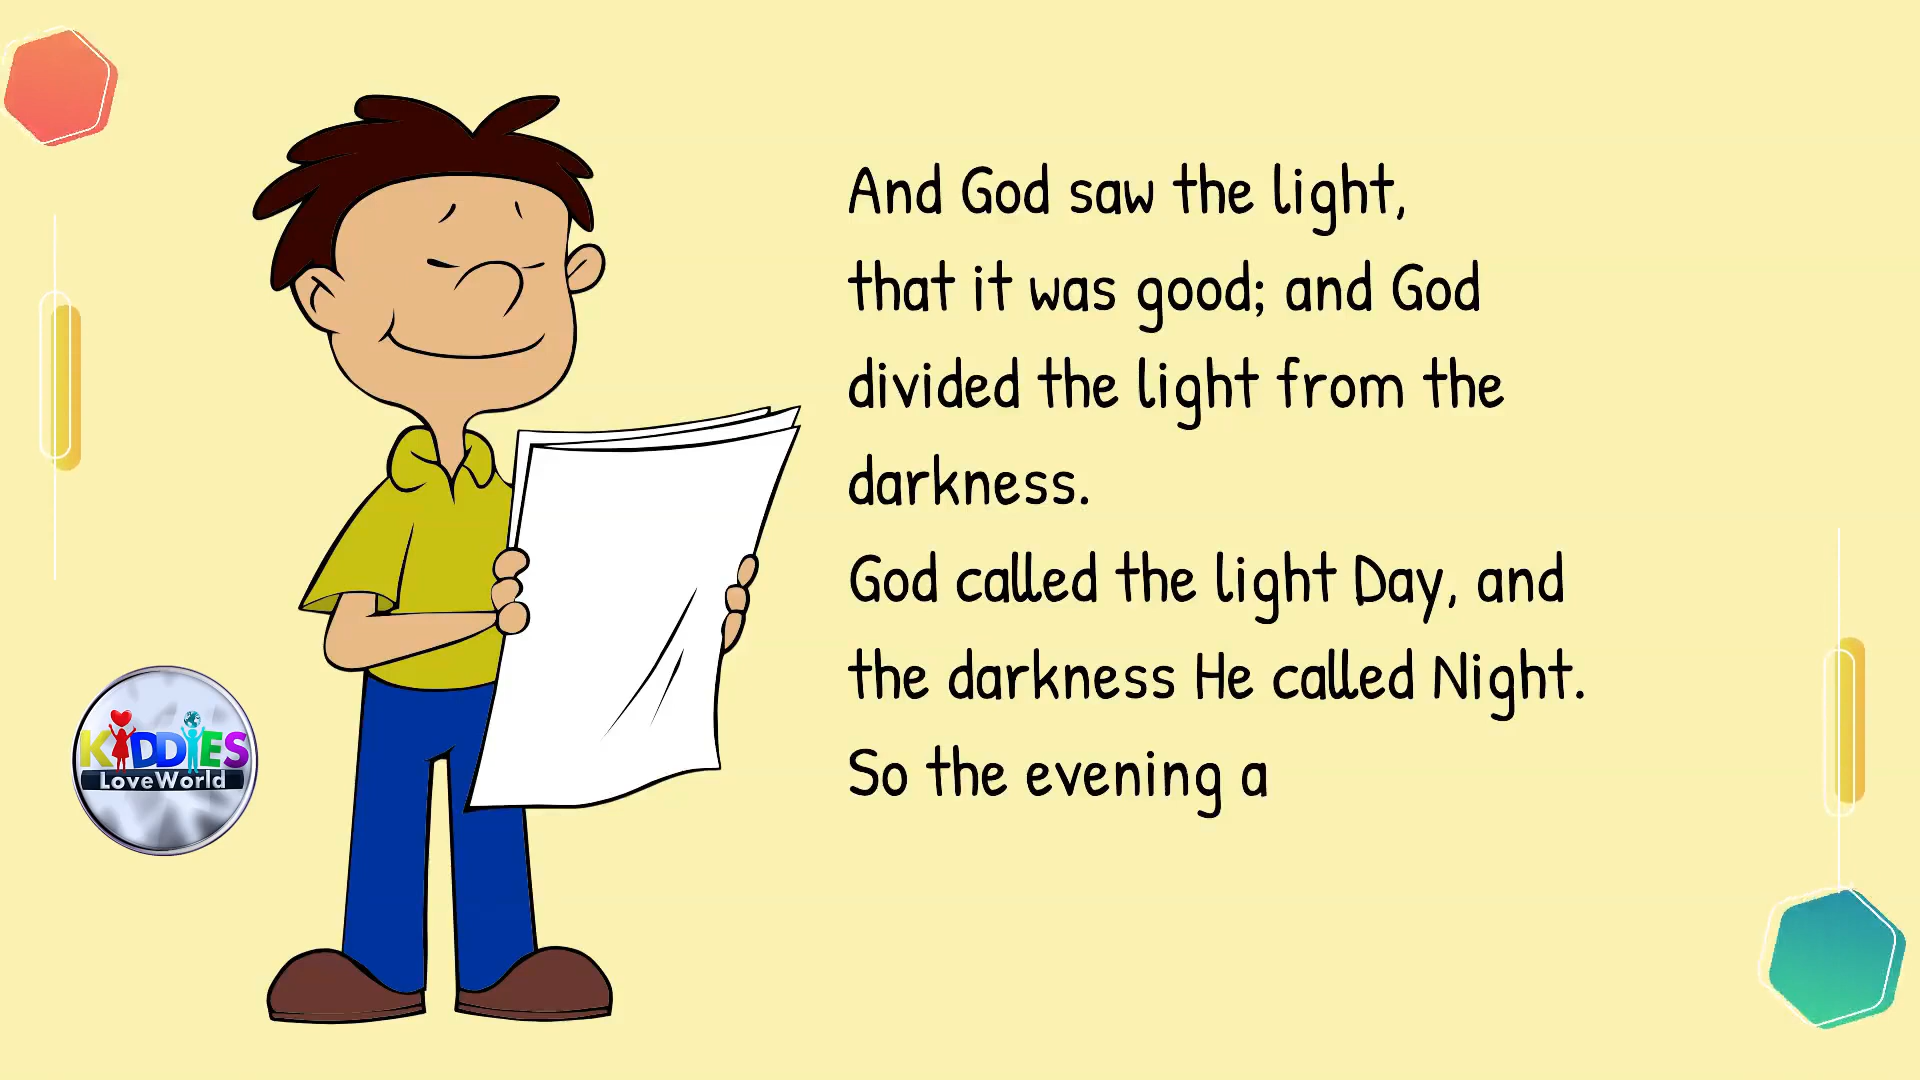 And God saw the light,
that it was good; and God
divided the light from the
darkness.
God called the light Day, and
the darkness He called Night.
So the evening a
KIDDIES
LoveWorld